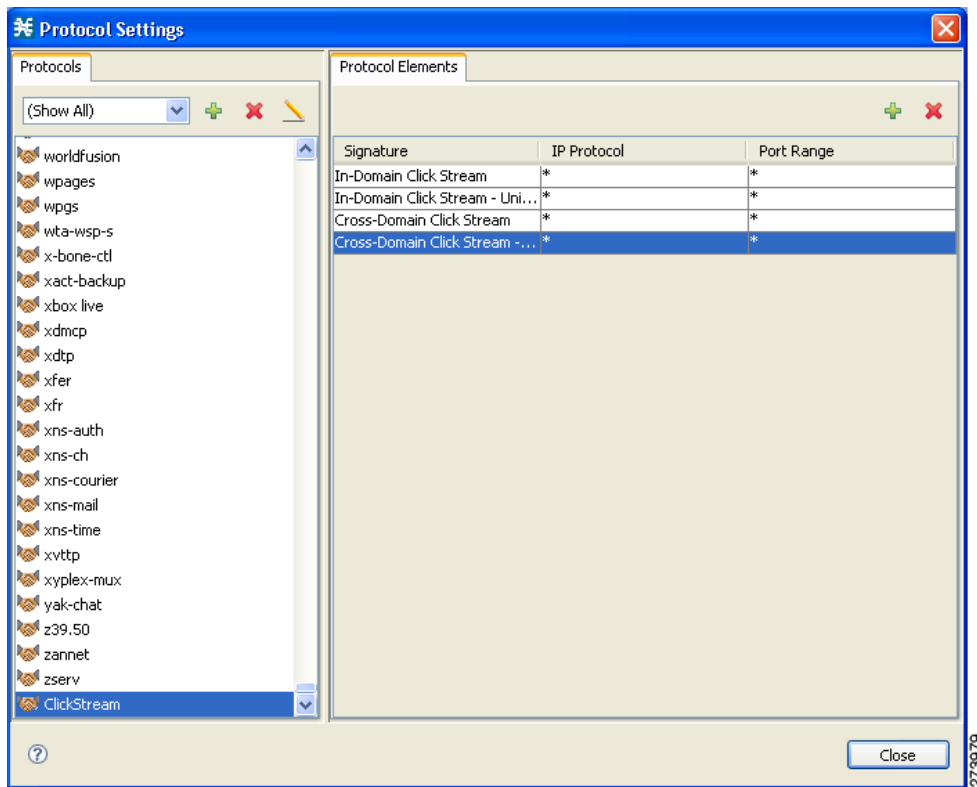 Protocol Settings
Protocols
(Show All)
worldfusion
wpages
wpgs
wta-wsp-s
x-bone-ctl
xact-backup
xbox live
xdmcp
xdtp
xfer
xfr
xns-auth
xns-ch
xns-courier
xns-mail
xns-time
xvttp
xyplex-mux
yak-chat
z39.50
zannet
zserv
ClickStream
Protocol Elements
Signature IP Protocol Port Range
In-Domain Click Stream * *
In-Domain Click Stream - Uni... * *
Cross-Domain Click Stream * *
Cross-Domain Click Stream -... * *
?
Close
273979